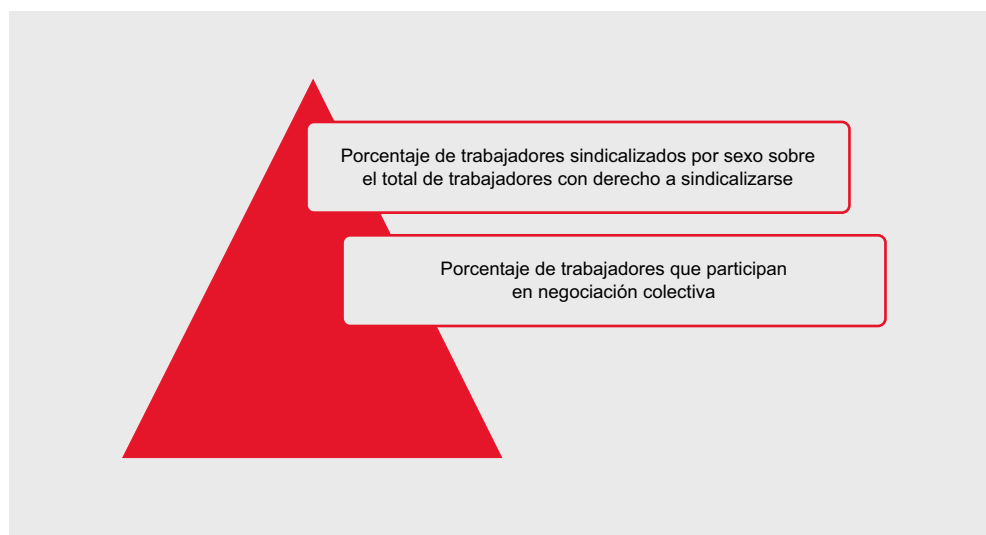 Porcentaje de trabajadores sindicalizados por sexo sobre
el total de trabajadores con derecho a sindicalizarse
Porcentaje de trabajadores que participan
en negociación colectiva